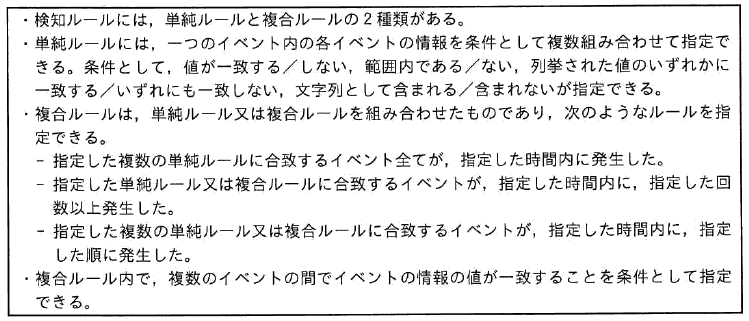 ・検知ルールには，単純ルールと複合ルールの２種類がある。
・単純ルールには，一つのイベント内の各イベントの情報を条件として複数組み合わせて指定で
きる。条件として，値が一致する／しない，範囲内である／ない，列挙された値のいずれかに
一致する／いずれにも一致しない，文字列として含まれる／含まれないが指定できる。
・複合ルールは，単純ルール又は複合ルールを組み合わせたものであり，次のようなルールを指
定できる。
－ 指定した複数の単純ルールに合致するイベント全てが，指定した時間内に発生した。
－ 指定した単純ルール又は複合ルールに合致するイベントが，指定した時間内に，指定した回
数以上発生した。
－ 指定した複数の単純ルール又は複合ルールに合致するイベントが，指定した時間内に，指定
した順に発生した。
・複合ルール内で，複数のイベントの間でイベントの情報の値が一致することを条件として指定
できる。